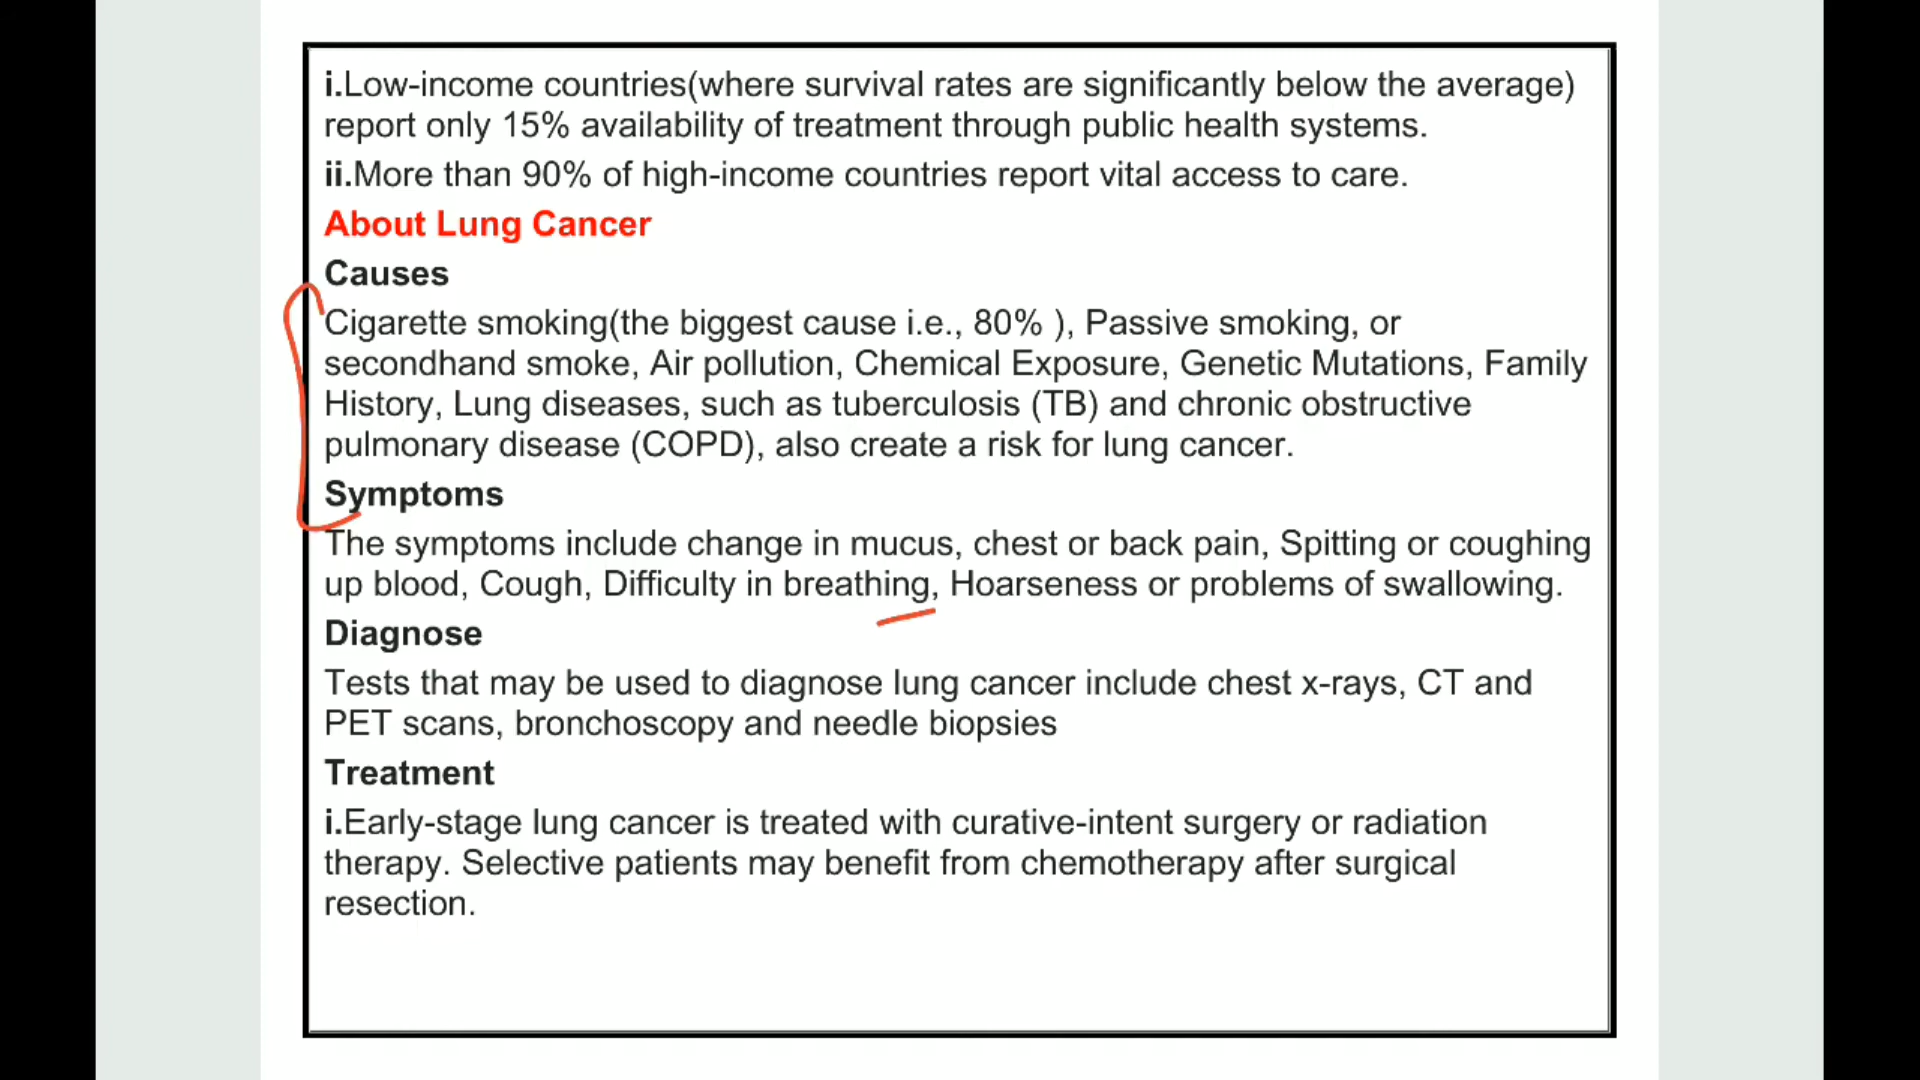 i.Low-income countries(where survival rates are significantly below the average)
report only 15% availability of treatment through public health systems.
ii.More than 90% of high-income countries report vital access to care.
About Lung Cancer
Causes
Cigarette smoking(the biggest cause i.e., 80% ), Passive smoking, or
secondhand smoke, Air pollution, Chemical Exposure, Genetic Mutations, Family
History, Lung diseases, such as tuberculosis (TB) and chronic obstructive
pulmonary disease (COPD), also create a risk for lung cancer.
Symptoms
The symptoms include change in mucus, chest or back pain, Spitting or coughing
up blood, Cough, Difficulty in breathing, Hoarseness or problems of swallowing.
Diagnose
Tests that may be used to diagnose lung cancer include chest x-rays, CT and
PET scans, bronchoscopy and needle biopsies
Treatment
i.Early-stage lung cancer is treated with curative-intent surgery or radiation
therapy. Selective patients may benefit from chemotherapy after surgical
resection.